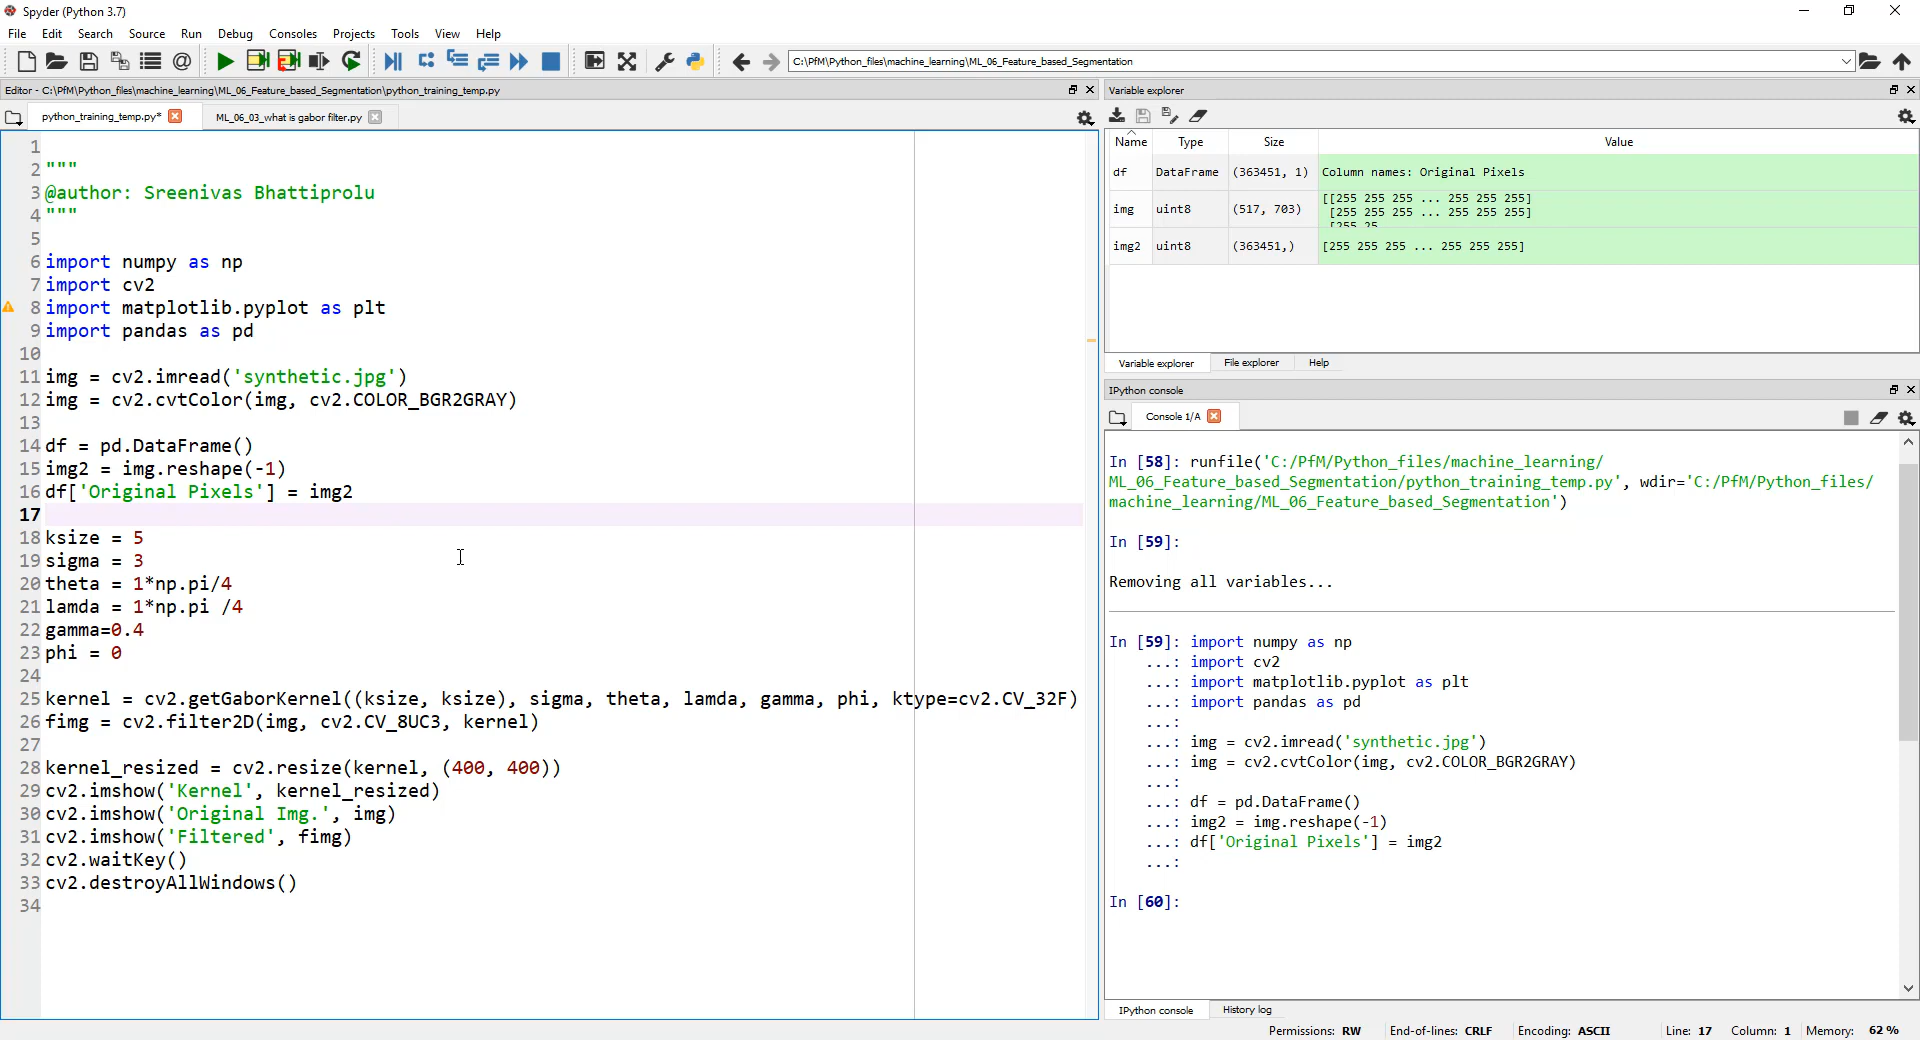 Spyder (Python 3.7)
File Edit Search Source Run Debug Consoles Projects Tools View Help
C:\PfM\Python_files\machine_learning\ML_06_Feature_based_Segmentation
Editor - C:\PfM\Python_files\machine_learning\ML_06_Feature_based_Segmentation\python_training_temp.py
python_training_temp.py*
ML_06_03_what is gabor filter.py
1
2 """
3 @author: Sreenivas Bhattiprolu
4 """
5
6 import numpy as np
7 import cv2
8 import matplotlib.pyplot as plt
9 import pandas as pd
10
11 img = cv2.imread('synthetic.jpg')
12 img = cv2.cvtColor(img, cv2.COLOR_BGR2GRAY)
13
14 df = pd.DataFrame()
15 img2 = img.reshape(-1)
16 df['Original Pixels'] = img2
17
18 ksize = 5
19 sigma = 3
20 theta = 1*np.pi/4
21 lamda = 1*np.pi /4
22 gamma=0.4
23 phi = 0
24
25 kernel = cv2.getGaborKernel((ksize, ksize), sigma, theta, lamda, gamma, phi, ktype=cv2.CV_32F)
26 fimg = cv2.filter2D(img, cv2.CV_8UC3, kernel)
27
28 kernel_resized = cv2.resize(kernel, (400, 400))
29 cv2.imshow('Kernel', kernel_resized)
30 cv2.imshow('Original Img.', img)
31 cv2.imshow('Filtered', fimg)
32 cv2.waitKey()
33 cv2.destroyAllWindows()
34
Variable explorer
Name Type Size Value
df DataFrame (363451, 1) Column names: Original Pixels
img uint8 (517, 703) [[255 255 255 ... 255 255 255]
[255 255 255 ... 255 255 255]
[255 25
img2 uint8 (363451,) [255 255 255 ... 255 255 255]
Variable explorer File explorer Help
IPython console
Console 1/A
In [58]: runfile('C:/PfM/Python_files/machine_learning/
ML_06_Feature_based_Segmentation/python_training_temp.py', wdir='C:/PfM/Python_files/
machine_learning/ML_06_Feature_based_Segmentation')
In [59]:
Removing all variables...
In [59]: import numpy as np
...: import cv2
...: import matplotlib.pyplot as plt
...: import pandas as pd
...:
...: img = cv2.imread('synthetic.jpg')
...: img = cv2.cvtColor(img, cv2.COLOR_BGR2GRAY)
...:
...: df = pd.DataFrame()
...: img2 = img.reshape(-1)
...: df['Original Pixels'] = img2
...:
In [60]:
IPython console History log
Permissions: RW End-of-lines: CRLF Encoding: ASCII Line: 17 Column: 1 Memory: 62 %